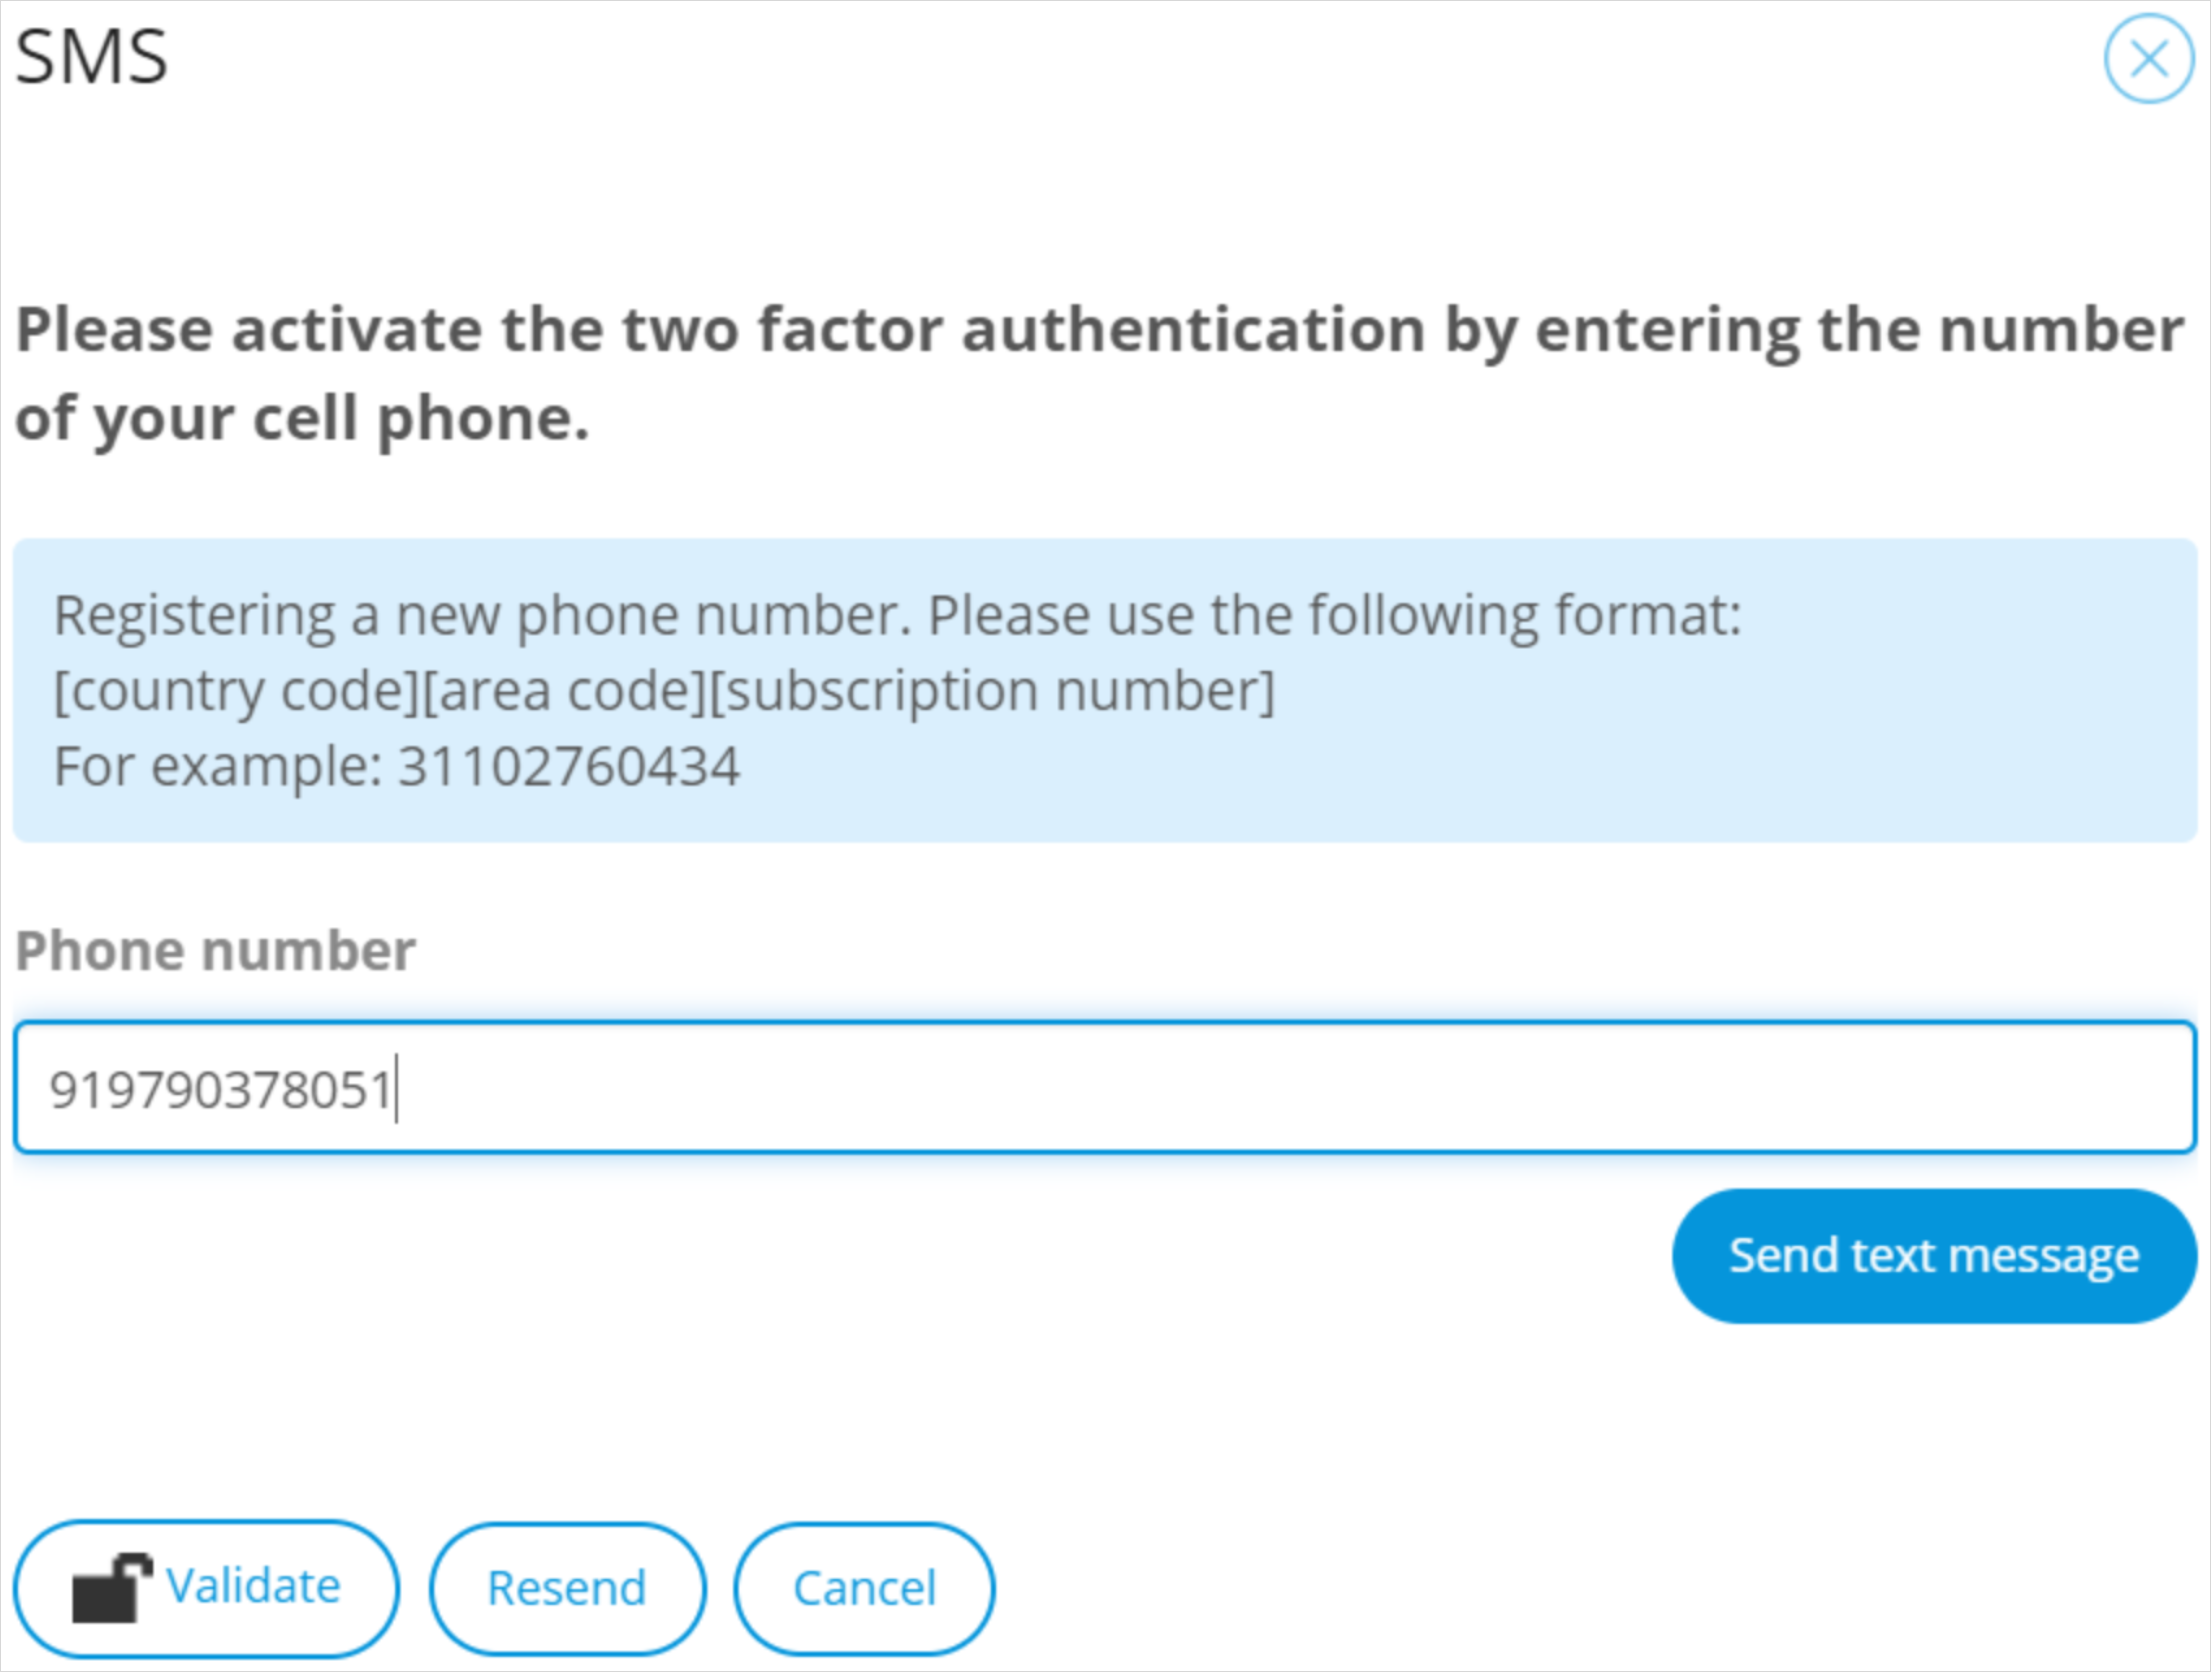 SMS
Please activate the two factor authentication by entering the number
of your cell phone.
Registering a new phone number. Please use the following format:
[country code][area code][subscription number]
For example: 31102760434
Phone number
919790378051
Send text message
Validate
Resend
Cancel